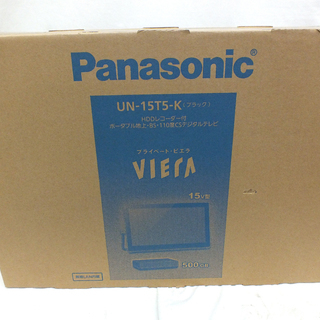 Panasonic
UN-15T5-K(ブラック)
HDDレコーダー付
ポータブル地上・BS・110度CSデジタルテレビ
プライベート・ビエラ
VIERA
15v型
500GB